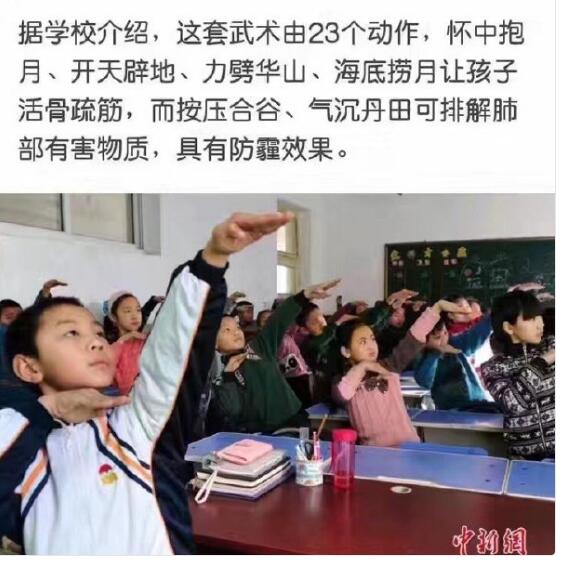 据学校介绍，这套武术由23个动作，怀中抱
月、开天辟地、力劈华山、海底捞月让孩子
活骨疏筋，而按压合谷、气沉丹田可排解肺
部有害物质，具有防霾效果。
中新網